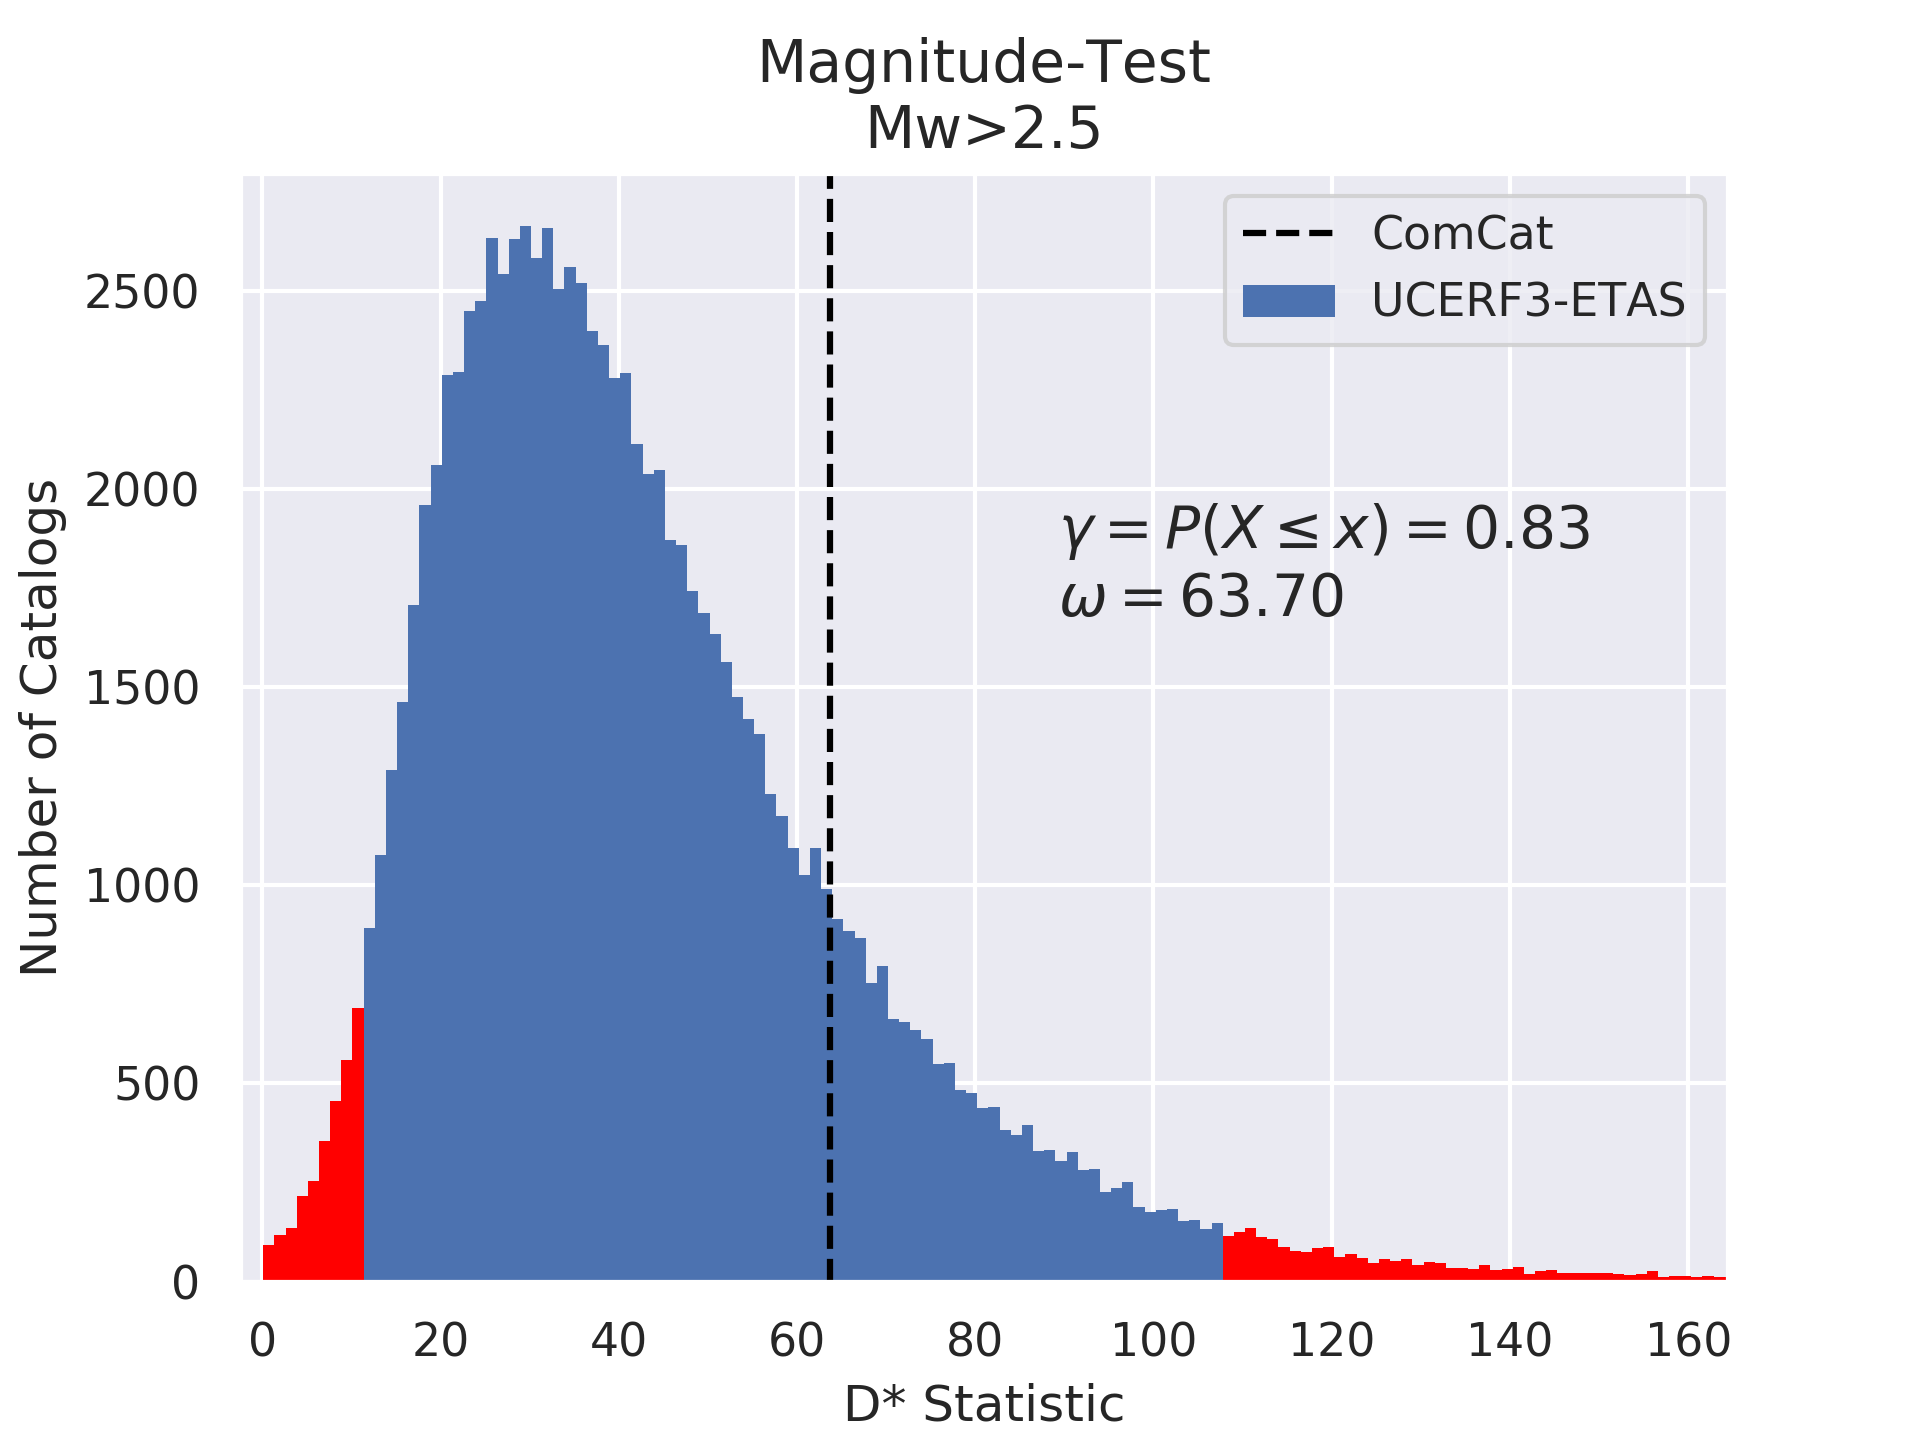 Magnitude-Test
Mw>2.5
ComCat
UCERF3-ETAS
γ = P(X ≤ x) = 0.83
ω = 63.70
Number of Catalogs
2500
2000
1500
1000
500
0
0 20 40 60 80 100 120 140 160
D* Statistic